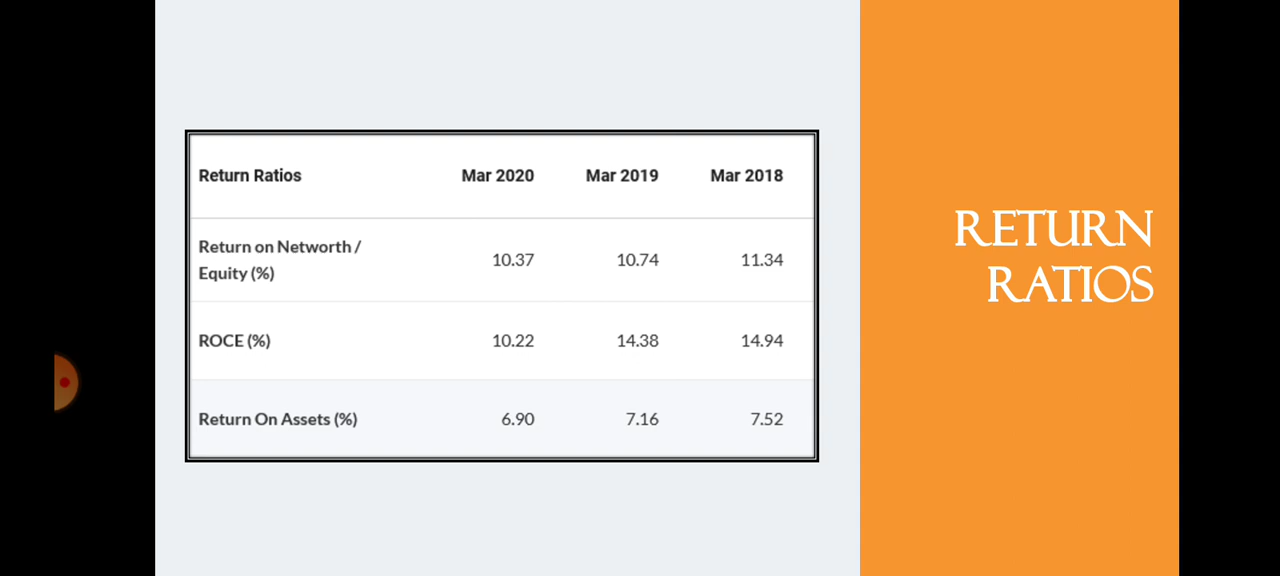 Return Ratios Mar 2020 Mar 2019 Mar 2018
Return on Networth /
Equity (%) 10.37 10.74 11.34
ROCE (%) 10.22 14.38 14.94
Return On Assets (%) 6.90 7.16 7.52
RETURN
RATIOS